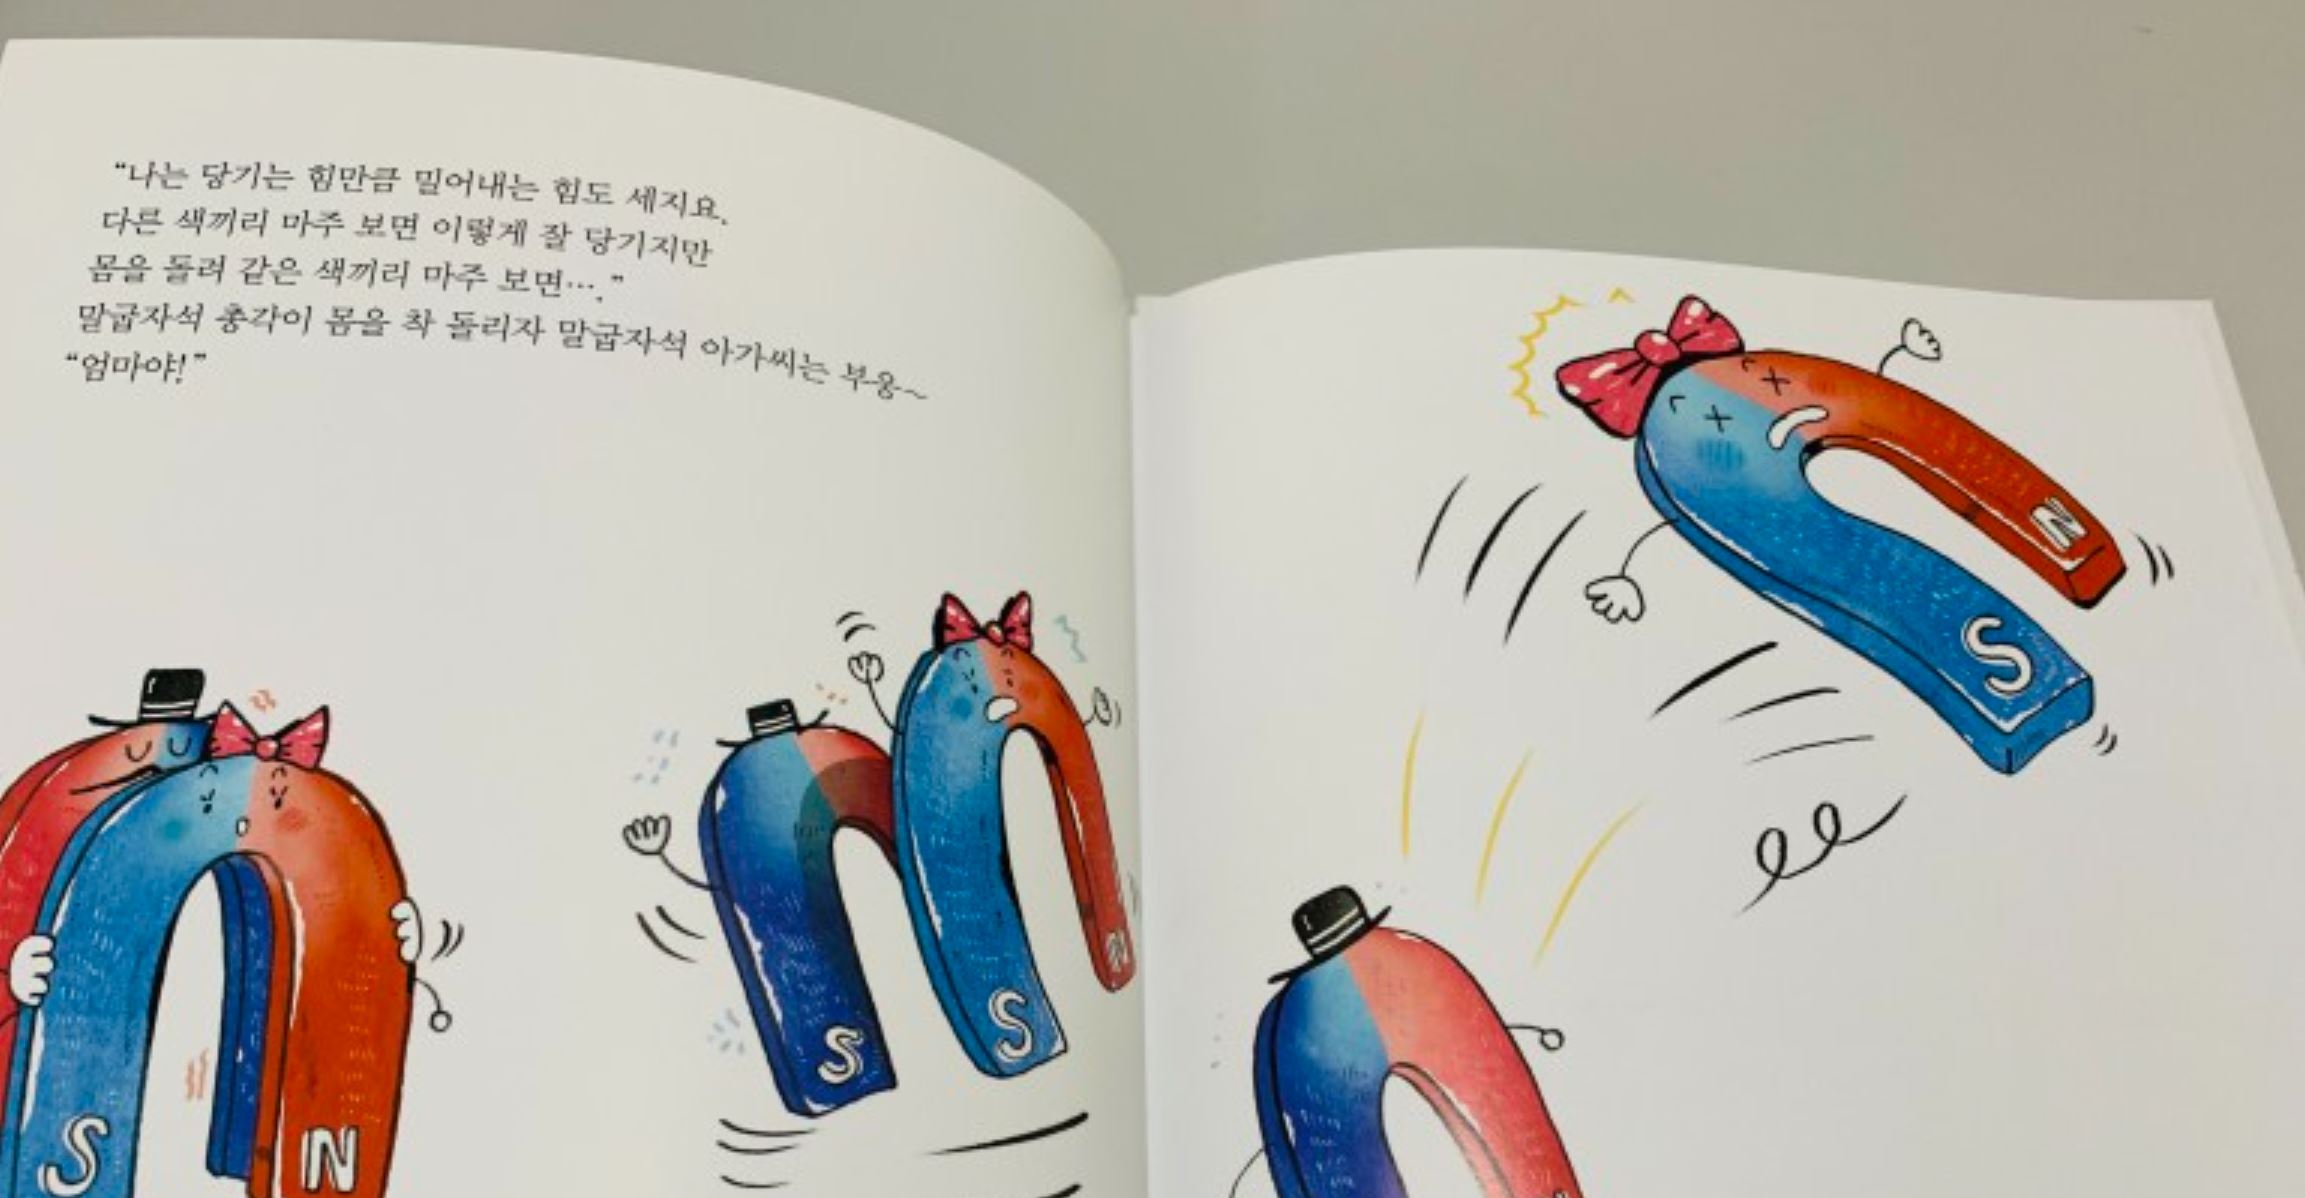 “나는 당기는 힘만큼 밀어내는 힘도 세지요.
다른 색끼리 마주 보면 이렇게 잘 당기지만
몸을 돌려 같은 색끼리 마주 보면….”
말굽자석 총각이 몸을 착 돌리자 말굽자석 아가씨는 부웅~
“엄마야!”
S N
S S N
N
S